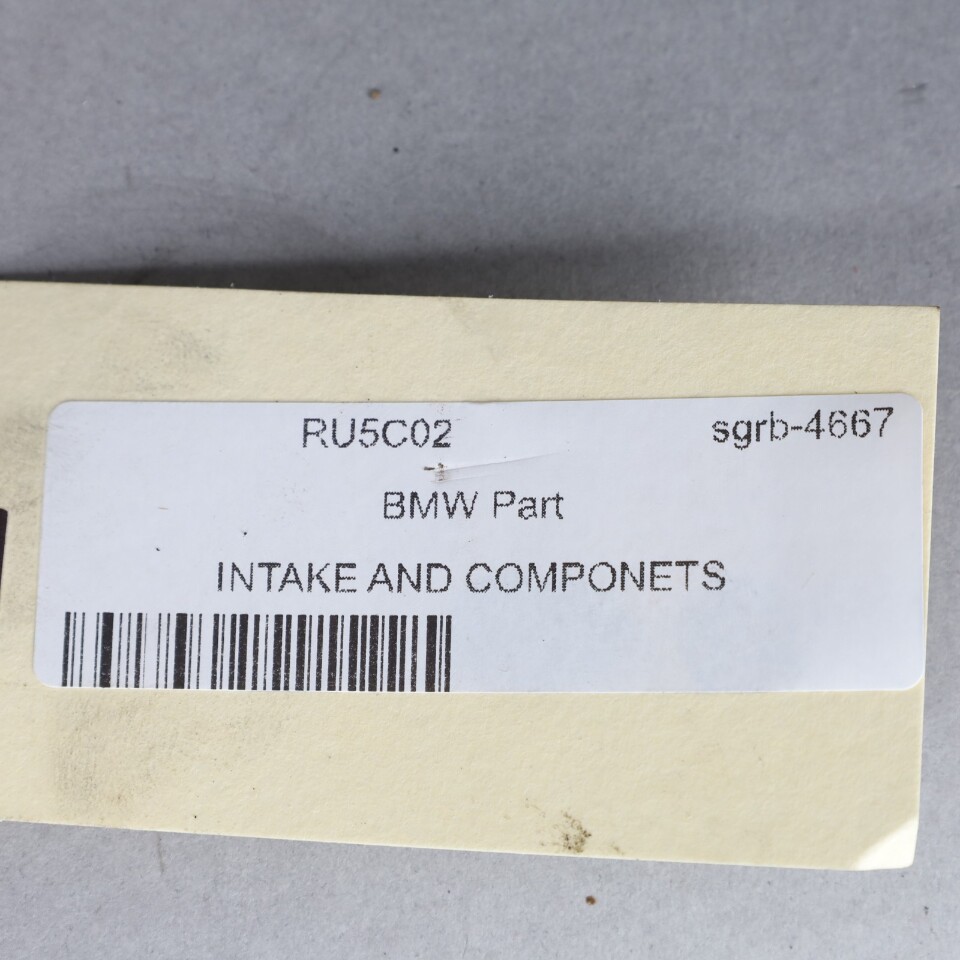 RU5C02 sgrb-4667
BMW Part
INTAKE AND COMPONETS